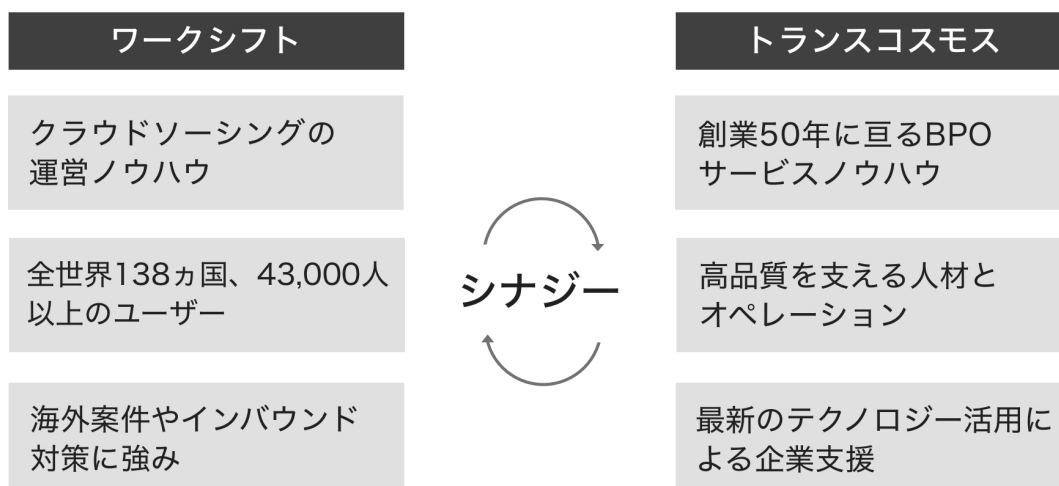 ワークシフト
クラウドソーシングの
運営ノウハウ
全世界138ヵ国、43,000人
以上のユーザー
海外案件やインバウンド
対策に強み
シナジー
トランスコスモス
創業50年に亘るBPO
サービスノウハウ
高品質を支える人材と
オペレーション
最新のテクノロジー活用に
よる企業支援